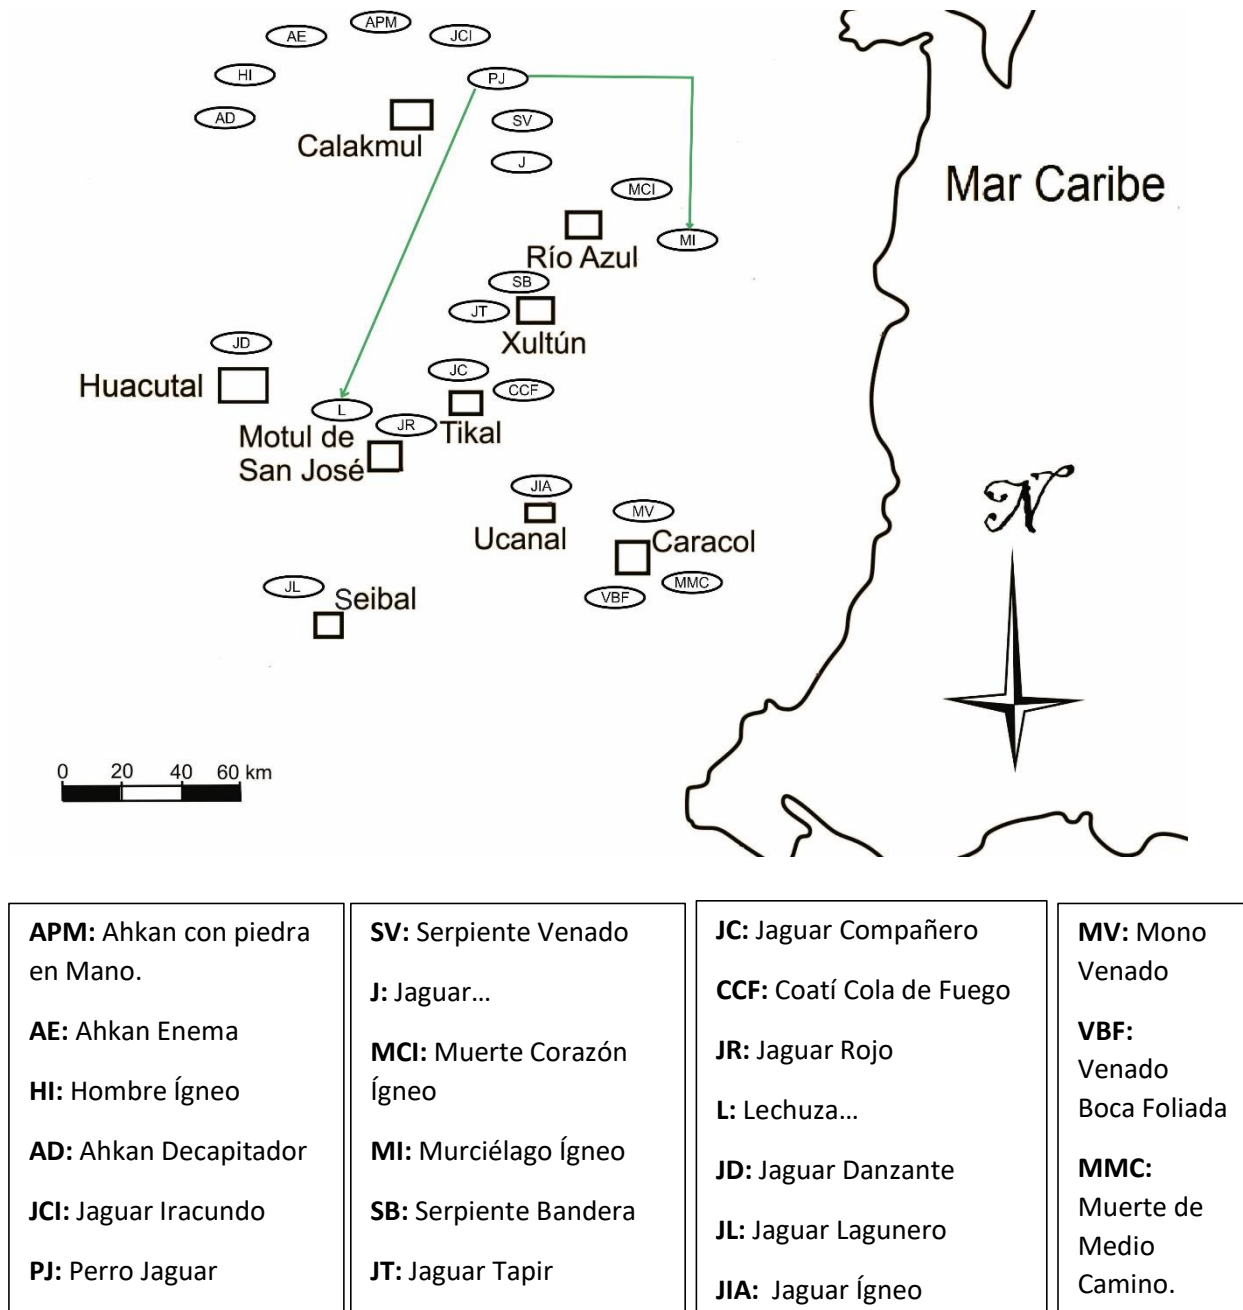 APM
AE
JCI
HI
PJ
AD
SV
Calakmul
J
MCI
Mar Caribe
MI
Río Azul
SB
JT
Xultún
JD
JC
Huacutal
CCF
L
JR
Tikal
Motul de
San José
JIA
MV
Ucanal
Caracol
JL
MMC
Seibal
VBF
N
0 20 40 60 km
APM: Ahkan con piedra
en Mano.
AE: Ahkan Enema
HI: Hombre Ígneo
AD: Ahkan Decapitador
JCI: Jaguar Iracundo
PJ: Perro Jaguar
SV: Serpiente Venado
J: Jaguar...
MCI: Muerte Corazón
Ígneo
MI: Murciélago Ígneo
SB: Serpiente Bandera
JT: Jaguar Tapir
JC: Jaguar Compañero
CCF: Coatí Cola de Fuego
JR: Jaguar Rojo
L: Lechuza...
JD: Jaguar Danzante
JL: Jaguar Lagunero
JIA: Jaguar Ígneo
MV: Mono
Venado
VBF:
Venado
Boca Foliada
MMC:
Muerte de
Medio
Camino.